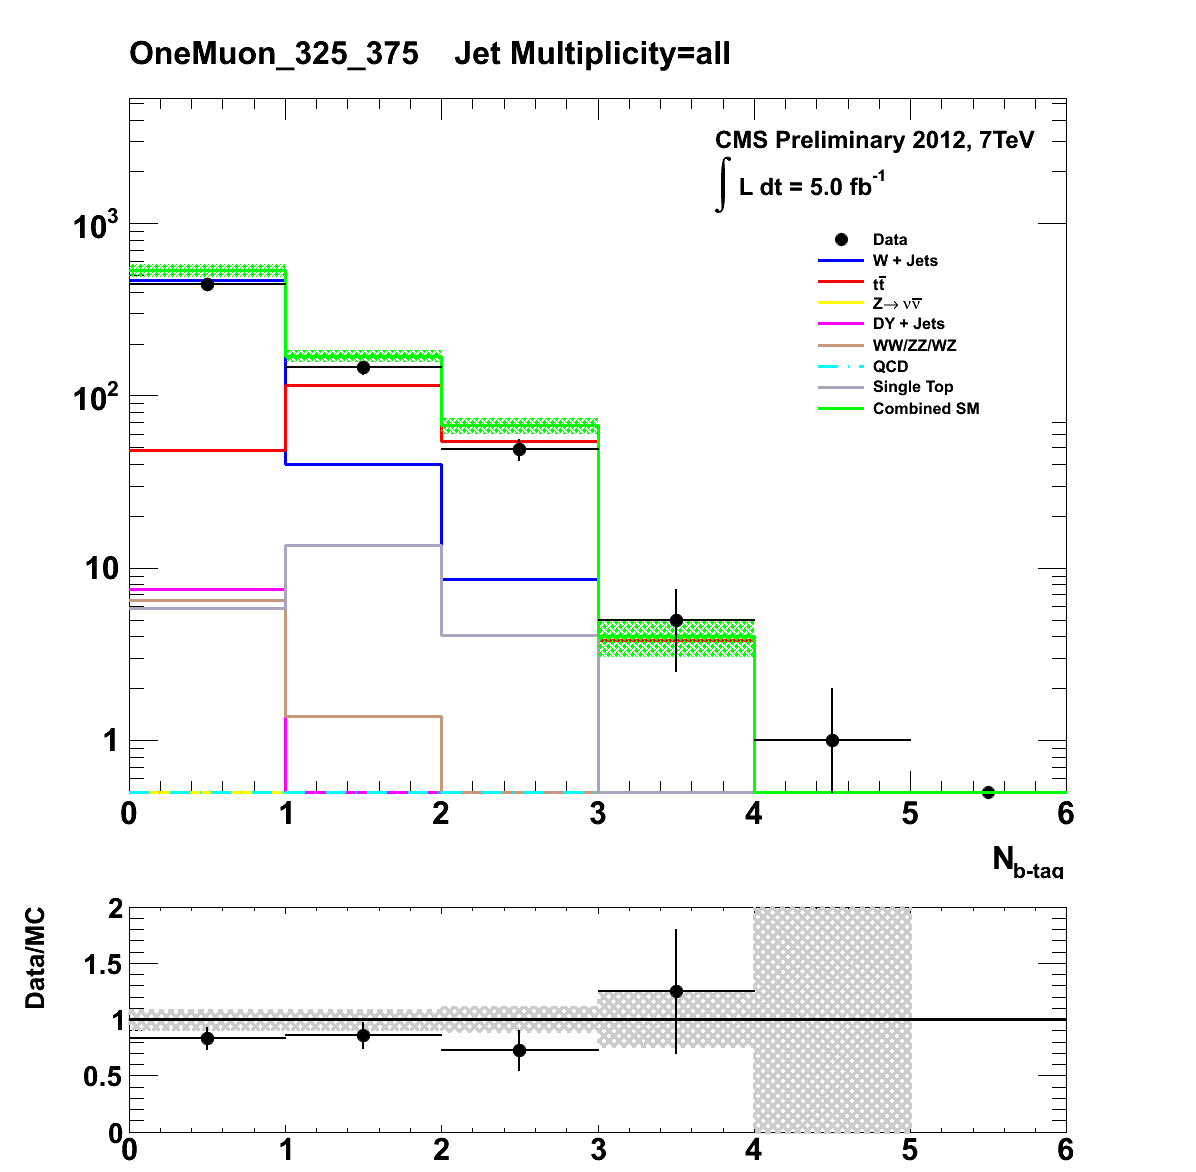 OneMuon_325_375 Jet Multiplicity=all
CMS Preliminary 2012, 7TeV
∫ L dt = 5.0 fb⁻¹
Data
W + Jets
tt̅
Z→ νν̅
DY + Jets
WW/ZZ/WZ
QCD
Single Top
Combined SM
10³
10²
10
1
0 1 2 3 4 5 6
N_b-tag
Data/MC
2
1.5
1
0.5
0
0 1 2 3 4 5 6